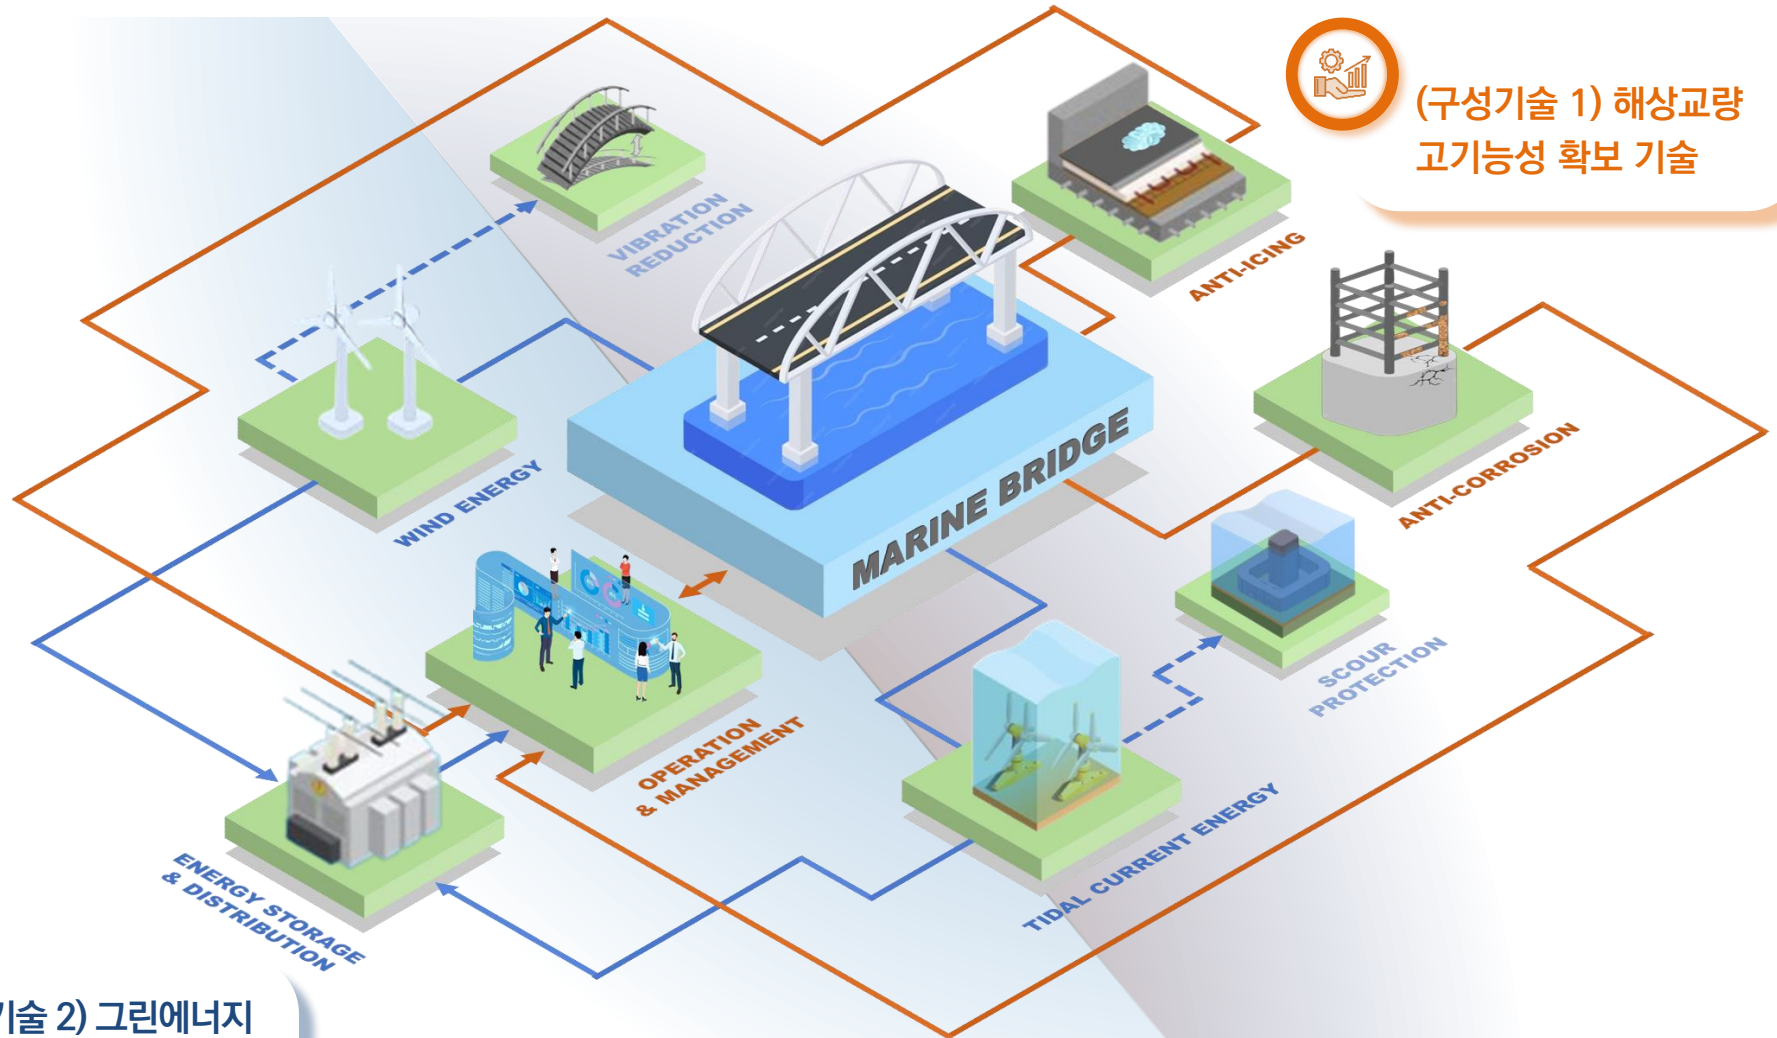 (구성기술 1) 해상교량
고기능성 확보 기술
VIBRATION
REDUCTION
ANTI-ICING
MARINE BRIDGE
WIND ENERGY
ANTI-CORROSION
SCOUR
PROTECTION
OPERATION
& MANAGEMENT
TIDAL CURRENT ENERGY
ENERGY STORAGE
& DISTRIBUTION
기술 2) 그린에너지